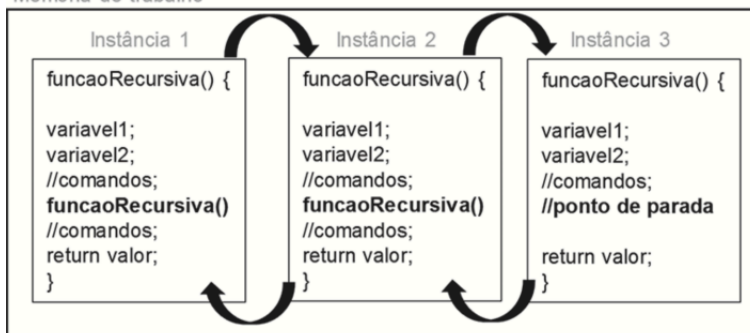 Memória de trabalho
Instância 1
funcaoRecursiva() {
variavel1;
variavel2;
//comandos;
funcaoRecursiva()
//comandos;
return valor;
}
Instância 2
funcaoRecursiva() {
variavel1;
variavel2;
//comandos;
funcaoRecursiva()
//comandos;
return valor;
}
Instância 3
funcaoRecursiva() {
variavel1;
variavel2;
//comandos;
//ponto de parada
return valor;
}